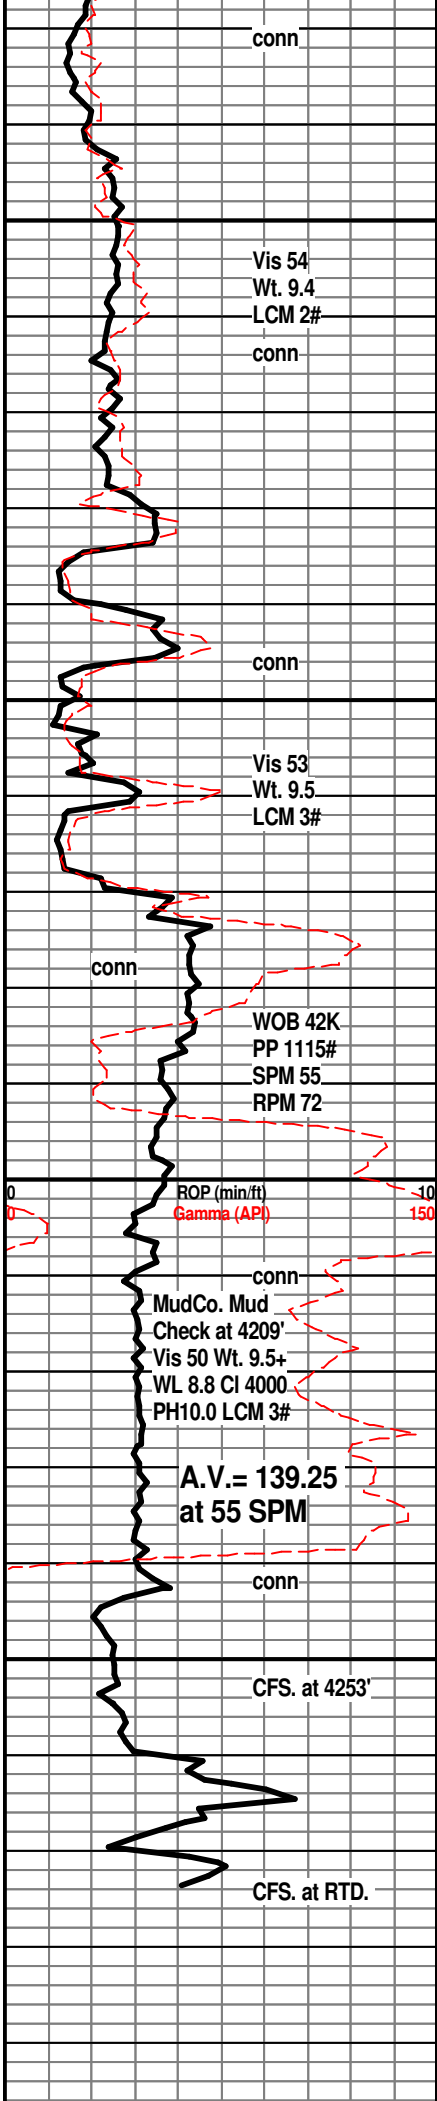 conn
Vis 54
Wt. 9.4
LCM 2#
conn
conn
Vis 53
Wt. 9.5
LCM 3#
conn
WOB 42K
PP 1115#
SPM 55
RPM 72
0 ROP (min/ft) 10
0 Gamma (API) 150
conn
MudCo. Mud
Check at 4209'
Vis 50 Wt. 9.5+
WL 8.8 Cl 4000
PH10.0 LCM 3#
A.V.= 139.25
at 55 SPM
conn
CFS. at 4253'
CFS. at RTD.